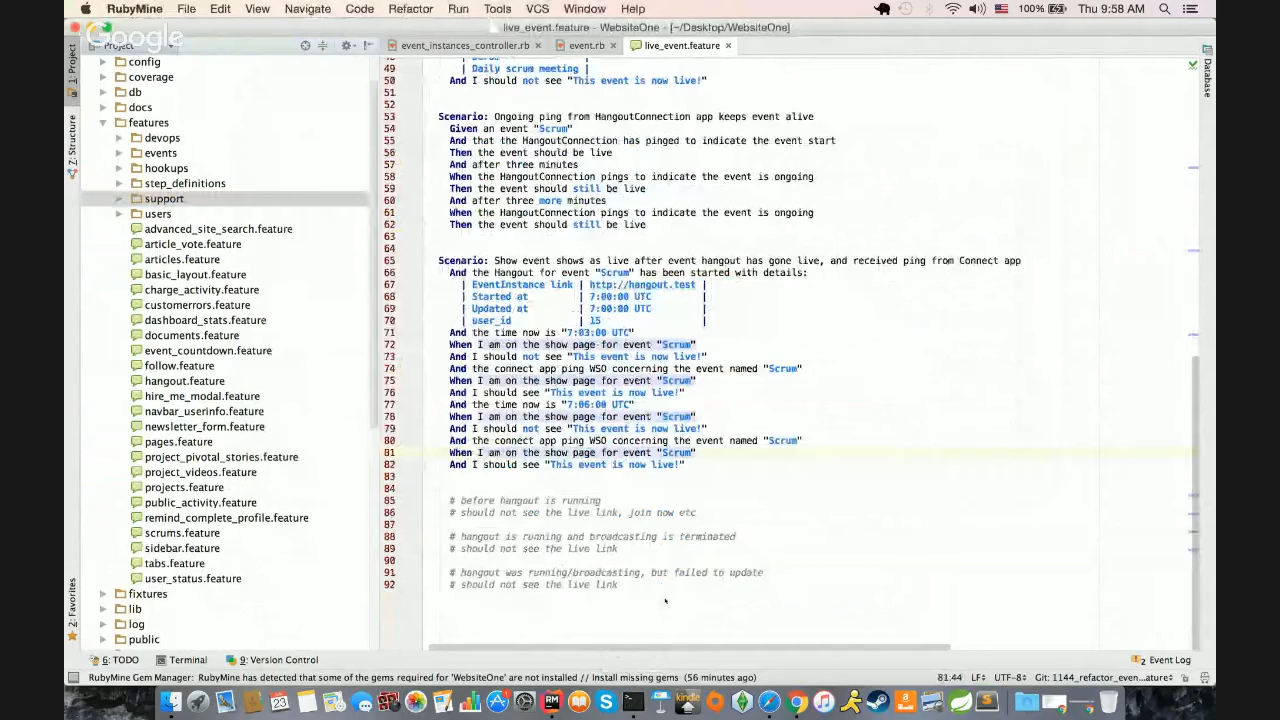 RubyMine File Edit View Navigate Code Refactor Run Tools VCS Window Help 100% Thu 9:58 AM
live_event.feature - WebsiteOne - [~/Desktop/WebsiteOne]
Google
Project
event_instances_controller.rb event.rb live_event.feature
1: Project
Z: Structure
2: Favorites
Database
config
coverage
db
docs
features
devops
events
hookups
step_definitions
support
users
advanced_site_search.feature
article_vote.feature
articles.feature
basic_layout.feature
charge_activity.feature
customerrors.feature
dashboard_stats.feature
documents.feature
event_countdown.feature
follow.feature
hangout.feature
hire_me_modal.feature
navbar_userinfo.feature
newsletter_form.feature
pages.feature
project_pivotal_stories.feature
project_videos.feature
projects.feature
public_activity.feature
remind_complete_profile.feature
scrums.feature
sidebar.feature
tabs.feature
user_status.feature
fixtures
lib
log
public
49 | Daily scrum meeting |
50 And I should not see "This event is now live!"
51
52
53 Scenario: Ongoing ping from HangoutConnection app keeps event alive
54 Given an event "Scrum"
55 And that the HangoutConnection has pinged to indicate the event start
56 Then the event should be live
57 And after three minutes
58 When the HangoutConnection pings to indicate the event is ongoing
59 Then the event should still be live
60 And after three more minutes
61 When the HangoutConnection pings to indicate the event is ongoing
62 Then the event should still be live
63
64
65 Scenario: Show event shows as live after event hangout has gone live, and received ping from Connect app
66 And the Hangout for event "Scrum" has been started with details:
67 | EventInstance link | http://hangout.test |
68 | Started at | 7:00:00 UTC |
69 | Updated at | 7:00:00 UTC |
70 | user_id | 15 |
71 And the time now is "7:03:00 UTC"
72 When I am on the show page for event "Scrum"
73 And I should not see "This event is now live!"
74 And the connect app ping WSO concerning the event named "Scrum"
75 When I am on the show page for event "Scrum"
76 And I should see "This event is now live!"
77 And the time now is "7:06:00 UTC"
78 When I am on the show page for event "Scrum"
79 And I should not see "This event is now live!"
80 And the connect app ping WSO concerning the event named "Scrum"
81 When I am on the show page for event "Scrum"
82 And I should see "This event is now live!"
83
84
85 # before hangout is running
86 # should not see the live link, join now etc
87
88 # hangout is running and broadcasting is terminated
89 # should not see the live link
90
91 # hangout was running/broadcasting, but failed to update
92 # should not see the live link
6: TODO Terminal 9: Version Control 2 Event Log
RubyMine Gem Manager: RubyMine has detected that some of the gems required for 'WebsiteOne' are not installed // Install missing gems (56 minutes ago) 81:44 LF÷ UTF-8÷ Git: 1144_refactor_even...ature÷